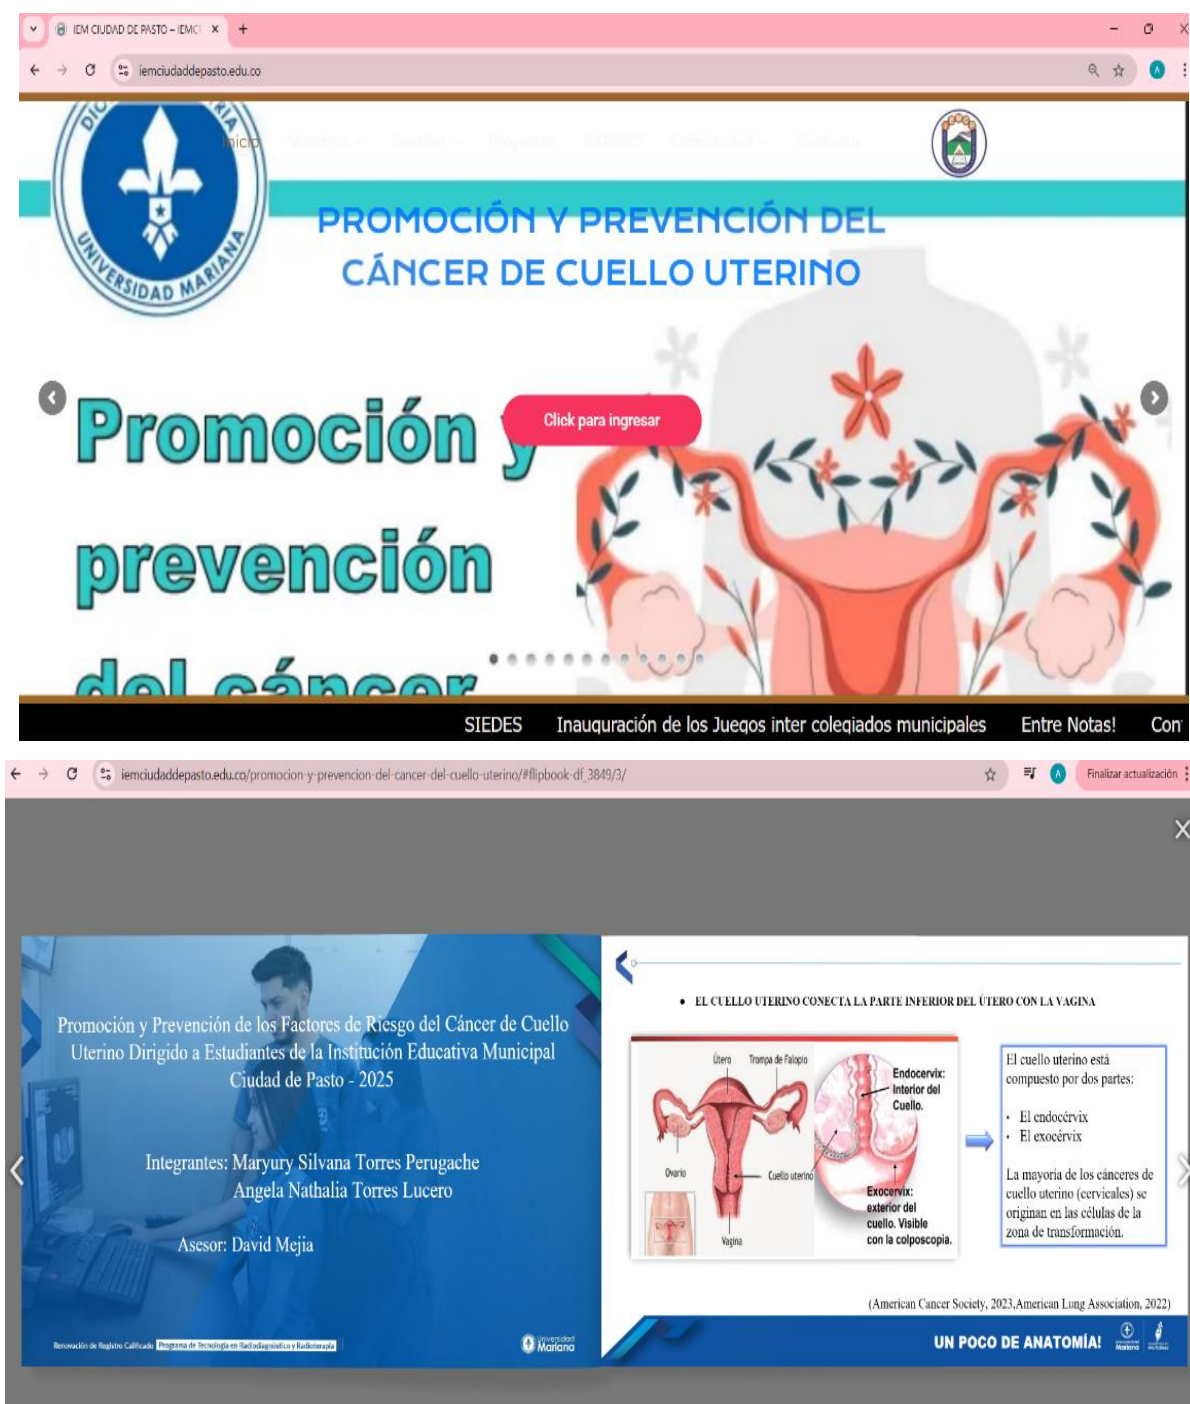 IEM CIUDAD DE PASTO – IEMCI
iemciudaddepasto.edu.co
UNIVERSIDAD MARIANA
Inicio
PROMOCIÓN Y PREVENCIÓN DEL
CÁNCER DE CUELLO UTERINO
Promoción y
Click para ingresar
prevención
del cáncer
SIEDES Inauguración de los Juegos inter colegiados municipales Entre Notas! Con
iemciudaddepasto.edu.co/promocion-y-prevencion-del-cancer-del-cuello-uterino/#flipbook-df_3849/3/
Finalizar actualización
Promoción y Prevención de los Factores de Riesgo del Cáncer de Cuello
Uterino Dirigido a Estudiantes de la Institución Educativa Municipal
Ciudad de Pasto - 2025
Integrantes: Maryury Silvana Torres Perugache
Angela Nathalia Torres Lucero
Asesor: David Mejia
Renovación de Registro Calificado Programa de Tecnología en Radiodiagnóstico y Radioterapia
Universidad
Mariana
• EL CUELLO UTERINO CONECTA LA PARTE INFERIOR DEL ÚTERO CON LA VAGINA
Útero
Trompa de Falopio
Ovario
Cuello uterino
Vagina
Endocervix:
Interior del
Cuello.
Exocervix:
exterior del
cuello. Visible
con la colposcopia.
El cuello uterino está
compuesto por dos partes:
• El endocérvix
• El exocérvix
La mayoría de los cánceres de
cuello uterino (cervicales) se
originan en las células de la
zona de transformación.
(American Cancer Society, 2023,American Lung Association, 2022)
UN POCO DE ANATOMÍA!
Mariana